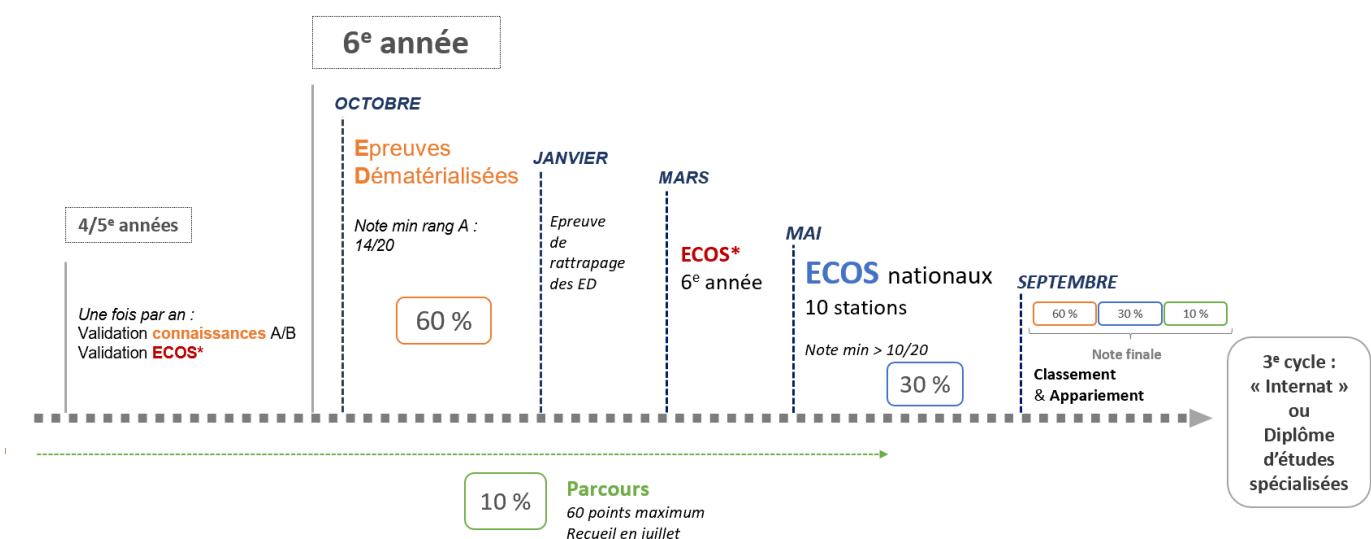 6e année
OCTOBRE
Epreuves
Dématérialisées
Note min rang A :
14/20
60 %
JANVIER
Epreuve
de
rattrapage
des ED
MARS
ECOS*
6e année
MAI
ECOS nationaux
10 stations
Note min > 10/20
30 %
SEPTEMBRE
60 %
30 %
10 %
Note finale
Classement
& Appariement
4/5e années
Une fois par an :
Validation connaissances A/B
Validation ECOS*
3e cycle :
« Internat »
ou
Diplôme
d’études
spécialisées
10 %
Parcours
60 points maximum
Recueil en juillet